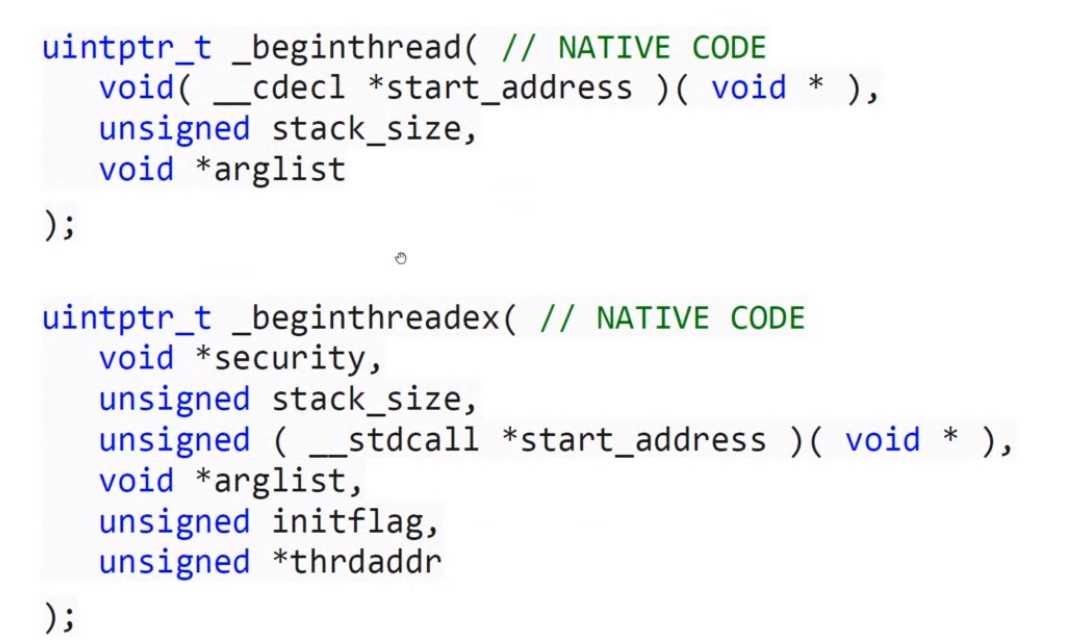 uintptr_t _beginthread( // NATIVE CODE
   void( __cdecl *start_address )( void * ),
   unsigned stack_size,
   void *arglist
);
uintptr_t _beginthreadex( // NATIVE CODE
   void *security,
   unsigned stack_size,
   unsigned ( __stdcall *start_address )( void * ),
   void *arglist,
   unsigned initflag,
   unsigned *thrdaddr
);